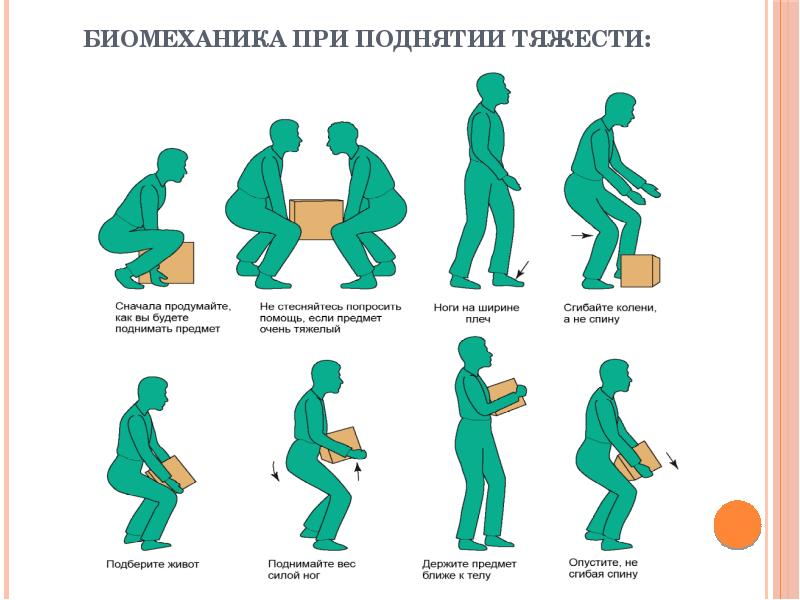 БИОМЕХАНИКА ПРИ ПОДНЯТИИ ТЯЖЕСТИ:
Сначала продумайте,
как вы будете
поднимать предмет
Не стесняйтесь попросить
помощь, если предмет
очень тяжелый
Ноги на ширине
плеч
Сгибайте колени,
а не спину
Подберите живот
Поднимайте вес
силой ног
Держите предмет
ближе к телу
Опустите, не
сгибая спину